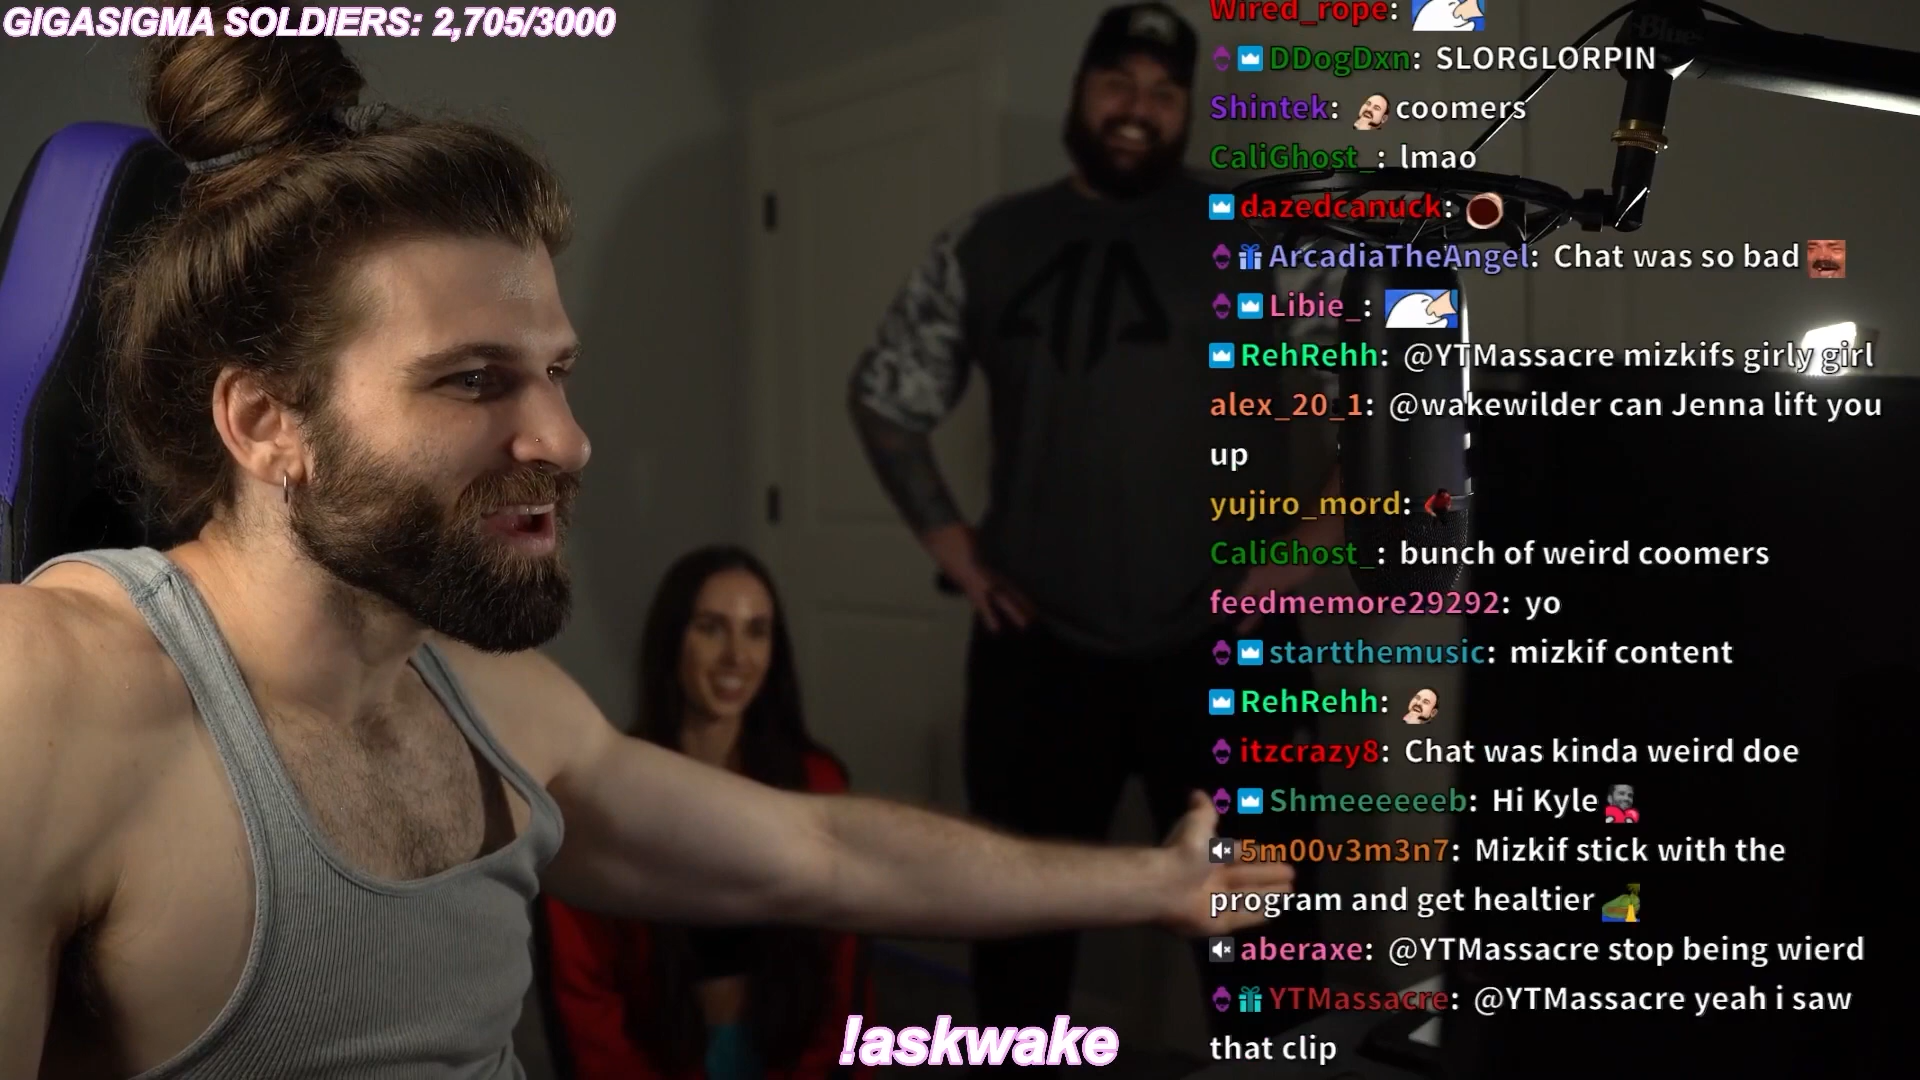 GIGASIGMA SOLDIERS: 2,705/3000
Wired_rope:
DDogDxn: SLORGLORPIN
Shintek: coomers
CaliGhost_: lmao
dazedcanuck:
ArcadiaTheAngel: Chat was so bad
Libie_:
RehRehh: @YTMassacre mizkifs girly girl
alex_20_1: @wakewilder can Jenna lift you
up
yujiro_mord:
CaliGhost_: bunch of weird coomers
feedmemore29292: yo
startthemusic: mizkif content
RehRehh:
itzcrazy8: Chat was kinda weird doe
Shmeeeeeeb: Hi Kyle
5m00v3m3n7: Mizkif stick with the
program and get healtier
aberaxe: @YTMassacre stop being wierd
YTMassacre: @YTMassacre yeah i saw
that clip
!askwake
Blue